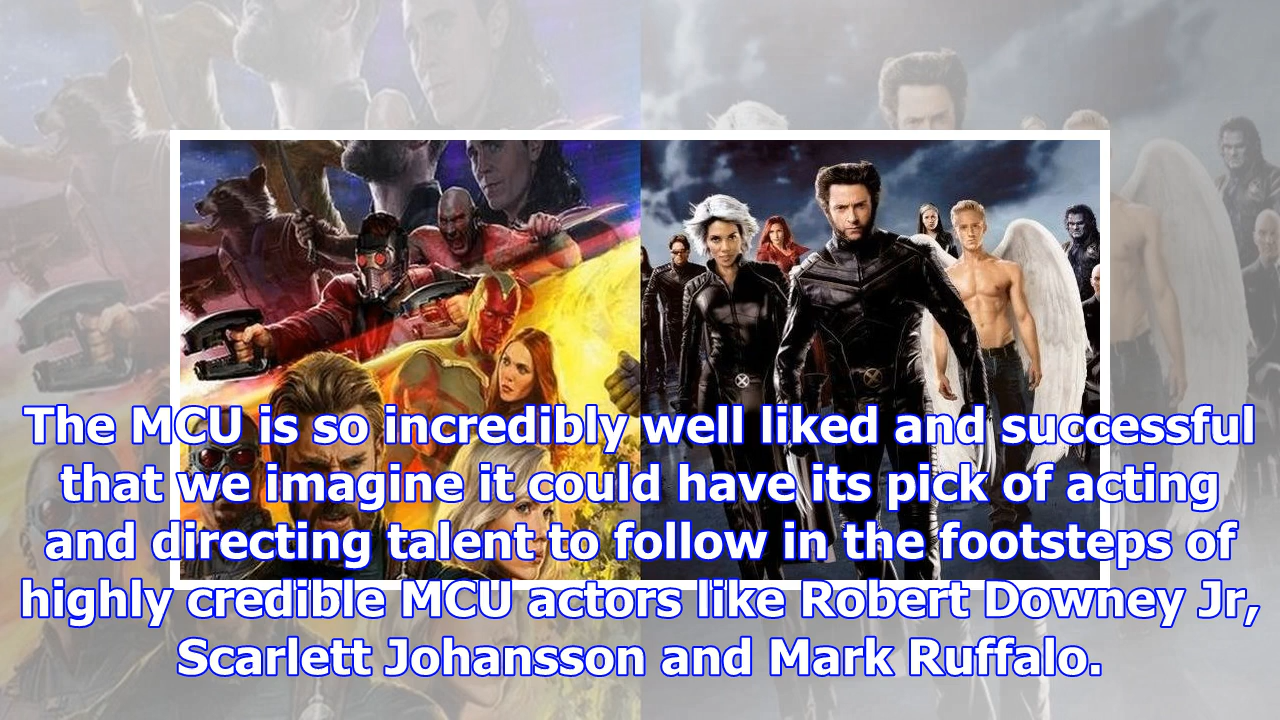 The MCU is so incredibly well liked and successful
that we imagine it could have its pick of acting
and directing talent to follow in the footsteps of
highly credible MCU actors like Robert Downey Jr,
Scarlett Johansson and Mark Ruffalo.